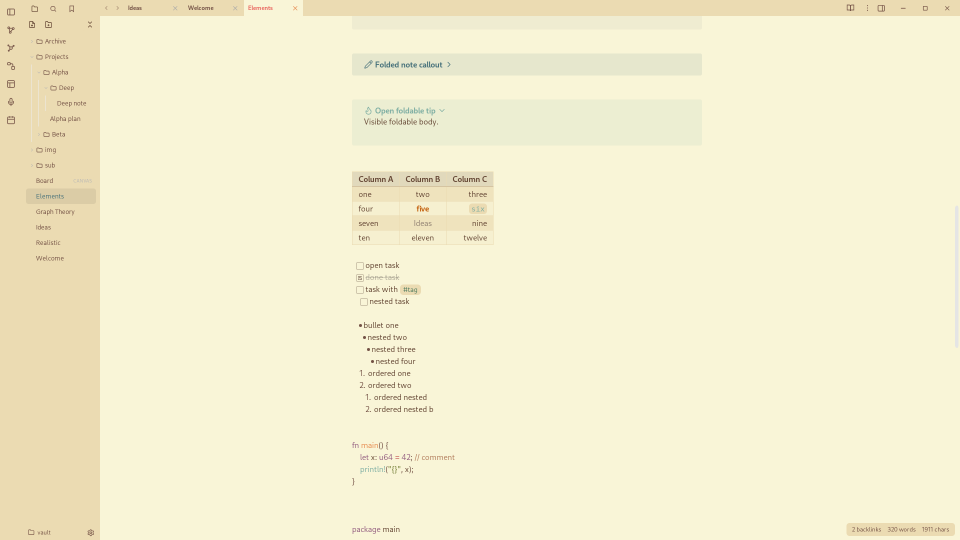 Ideas
Welcome
Elements
Archive
Projects
Alpha
Deep
Deep note
Alpha plan
Beta
img
sub
Board
CANVAS
Elements
Graph Theory
Ideas
Realistic
Welcome
vault
Folded note callout
Open foldable tip
Visible foldable body.
Column A Column B Column C
one two three
four five six
seven Ideas nine
ten eleven twelve
open task
done task
task with #tag
nested task
• bullet one
• nested two
• nested three
• nested four
1. ordered one
2. ordered two
1. ordered nested
2. ordered nested b
fn main() {
let x: u64 = 42; // comment
println!("{}", x);
}
package main
2 backlinks 320 words 1911 chars